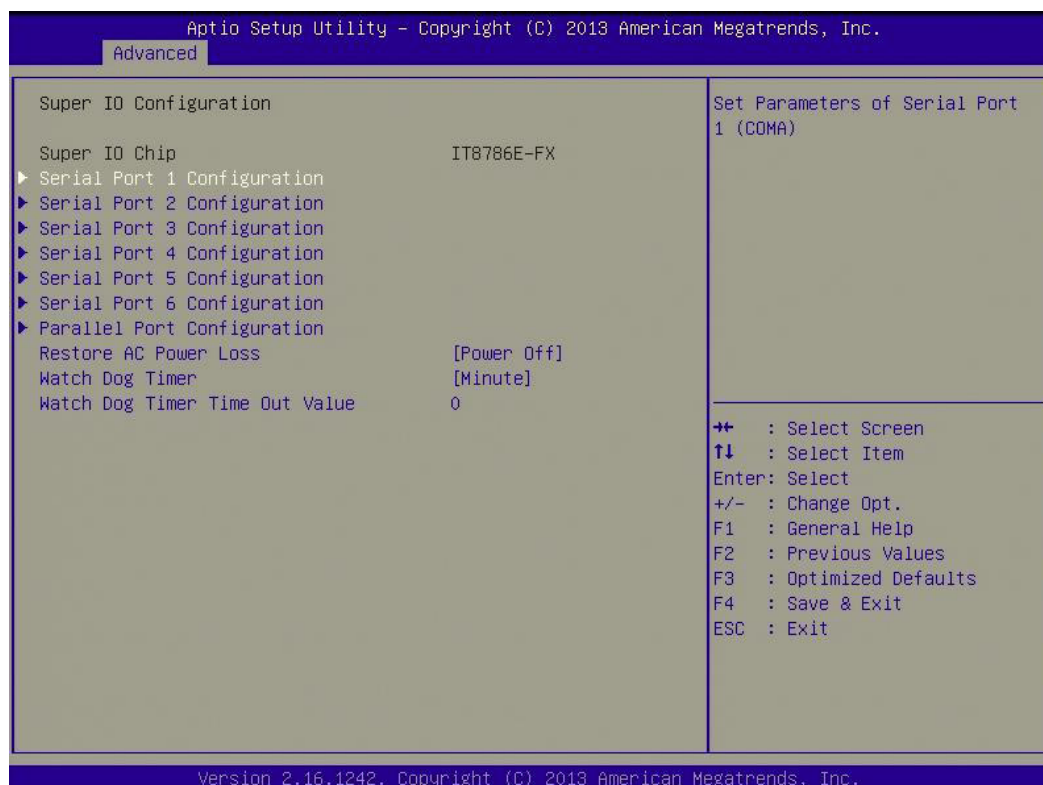 Aptio Setup Utility – Copyright (C) 2013 American Megatrends, Inc.
Advanced
Super IO Configuration
Super IO Chip IT8786E-FX
Serial Port 1 Configuration
Serial Port 2 Configuration
Serial Port 3 Configuration
Serial Port 4 Configuration
Serial Port 5 Configuration
Serial Port 6 Configuration
Parallel Port Configuration
Restore AC Power Loss [Power Off]
Watch Dog Timer [Minute]
Watch Dog Timer Time Out Value 0
Set Parameters of Serial Port
1 (COMA)
→←: Select Screen
↑↓: Select Item
Enter: Select
+/-: Change Opt.
F1: General Help
F2: Previous Values
F3: Optimized Defaults
F4: Save & Exit
ESC: Exit
Version 2.16.1242. Copyright (C) 2013 American Megatrends, Inc.